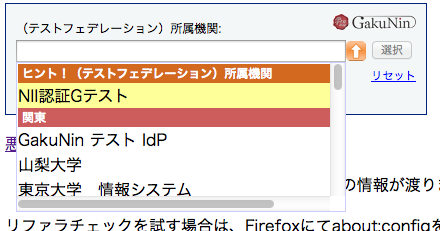 （テストフェデレーション）所属機関:
GakuNin
選択
ヒント！（テストフェデレーション）所属機関
リセット
NII認証Gテスト
関東
GakuNin テスト IdP
山梨大学
の情報が渡りま
東京大学　情報システム
リファラチェックを試す場合は、Firefoxにてabout:configを